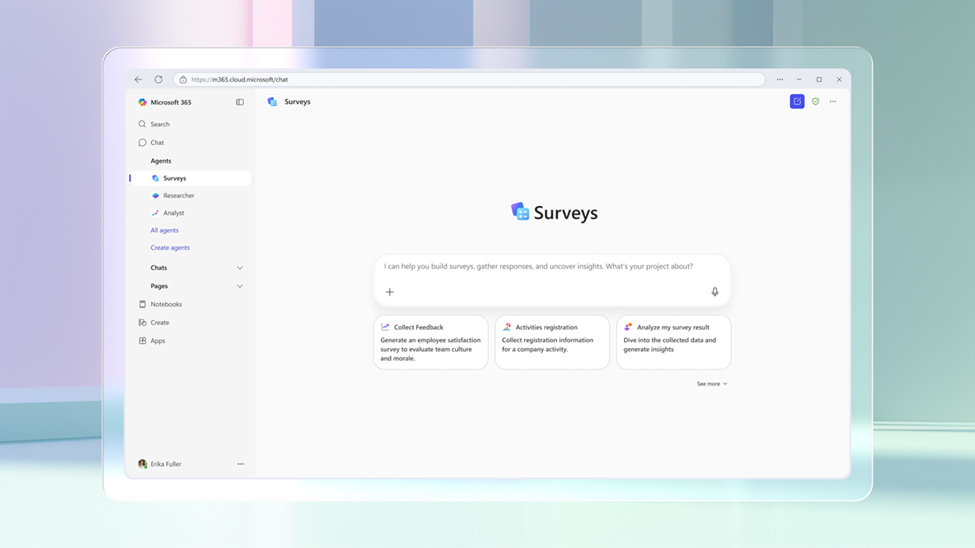 https://m365.cloud.microsoft/chat
Microsoft 365
Surveys
Search
Chat
Agents
Surveys
Researcher
Analyst
All agents
Create agents
Chats
Pages
Notebooks
Create
Apps
Erika Fuller
Surveys
I can help you build surveys, gather responses, and uncover insights. What's your project about?
Collect Feedback
Generate an employee satisfaction
survey to evaluate team culture
and morale.
Activities registration
Collect registration information
for a company activity.
Analyze my survey result
Dive into the collected data and
generate insights
See more